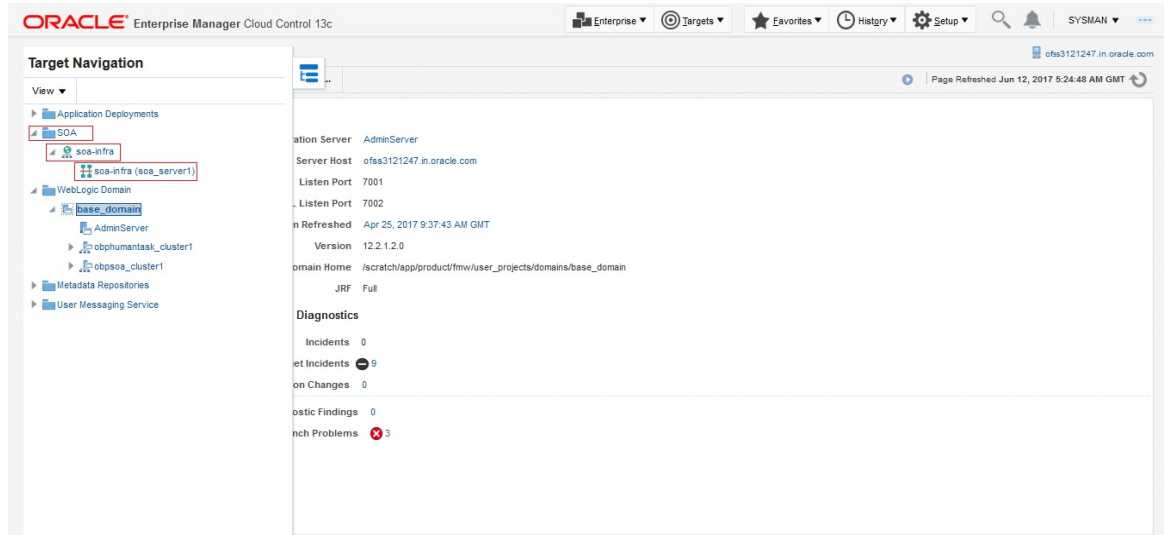 ORACLE Enterprise Manager Cloud Control 13c
Enterprise Targets Favorites History Setup SYSMAN
Target Navigation
View
Application Deployments
SOA
soa-infra
soa-infra (soa_server1)
WebLogic Domain
base_domain
AdminServer
obphumantask_cluster1
obpsoa_cluster1
Metadata Repositories
User Messaging Service
ofss3121247.in.oracle.com
..
Page Refreshed Jun 12, 2017 5:24:48 AM GMT
ration Server AdminServer
Server Host ofss3121247.in.oracle.com
Listen Port 7001
Listen Port 7002
n Refreshed Apr 25, 2017 9:37:43 AM GMT
Version 12.2.1.2.0
omain Home /scratch/app/product/fmw/user_projects/domains/base_domain
JRF Full
Diagnostics
Incidents 0
et Incidents 9
on Changes 0
ostic Findings 0
nch Problems 3